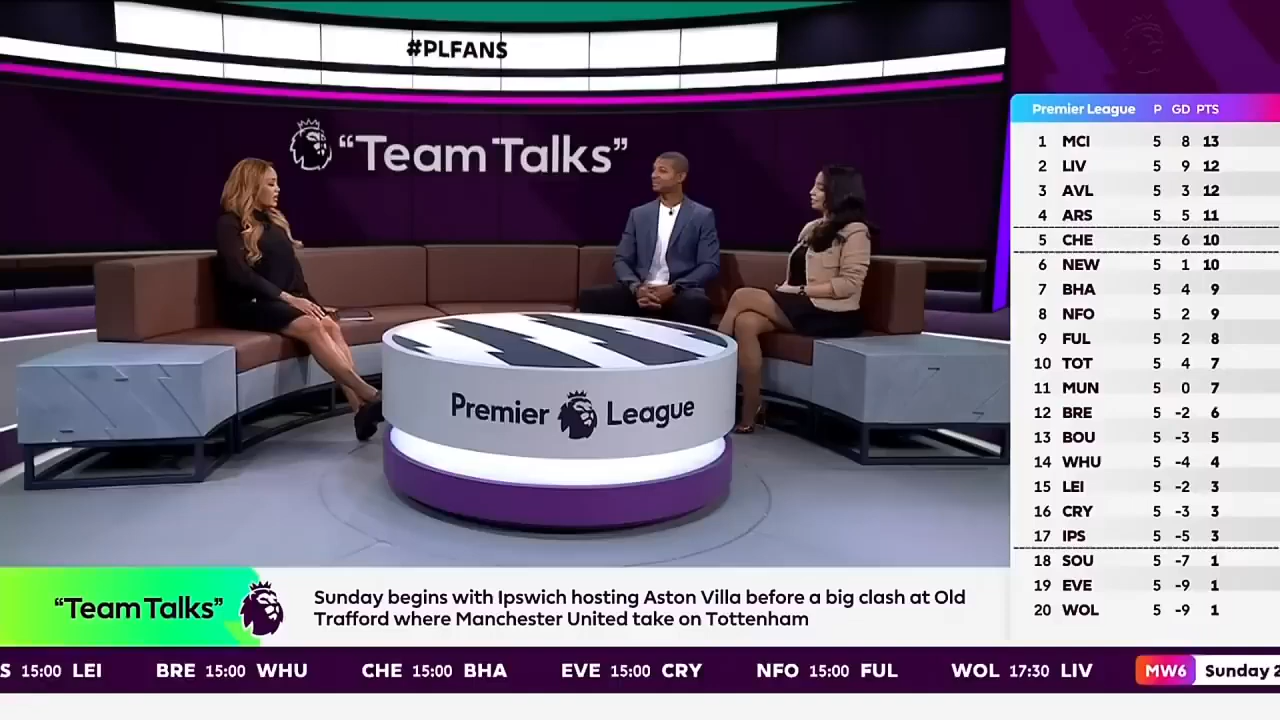 #PLFANS
“Team Talks”
Premier League
Premier League P GD PTS
1 MCI 5 8 13
2 LIV 5 9 12
3 AVL 5 3 12
4 ARS 5 5 11
5 CHE 5 6 10
6 NEW 5 1 10
7 BHA 5 4 9
8 NFO 5 2 9
9 FUL 5 2 8
10 TOT 5 4 7
11 MUN 5 0 7
12 BRE 5 -2 6
13 BOU 5 -3 5
14 WHU 5 -4 4
15 LEI 5 -2 3
16 CRY 5 -3 3
17 IPS 5 -5 3
18 SOU 5 -7 1
19 EVE 5 -9 1
20 WOL 5 -9 1
“Team Talks”
Sunday begins with Ipswich hosting Aston Villa before a big clash at Old
Trafford where Manchester United take on Tottenham
S 15:00 LEI BRE 15:00 WHU CHE 15:00 BHA EVE 15:00 CRY NFO 15:00 FUL WOL 17:30 LIV MW6 Sunday 2